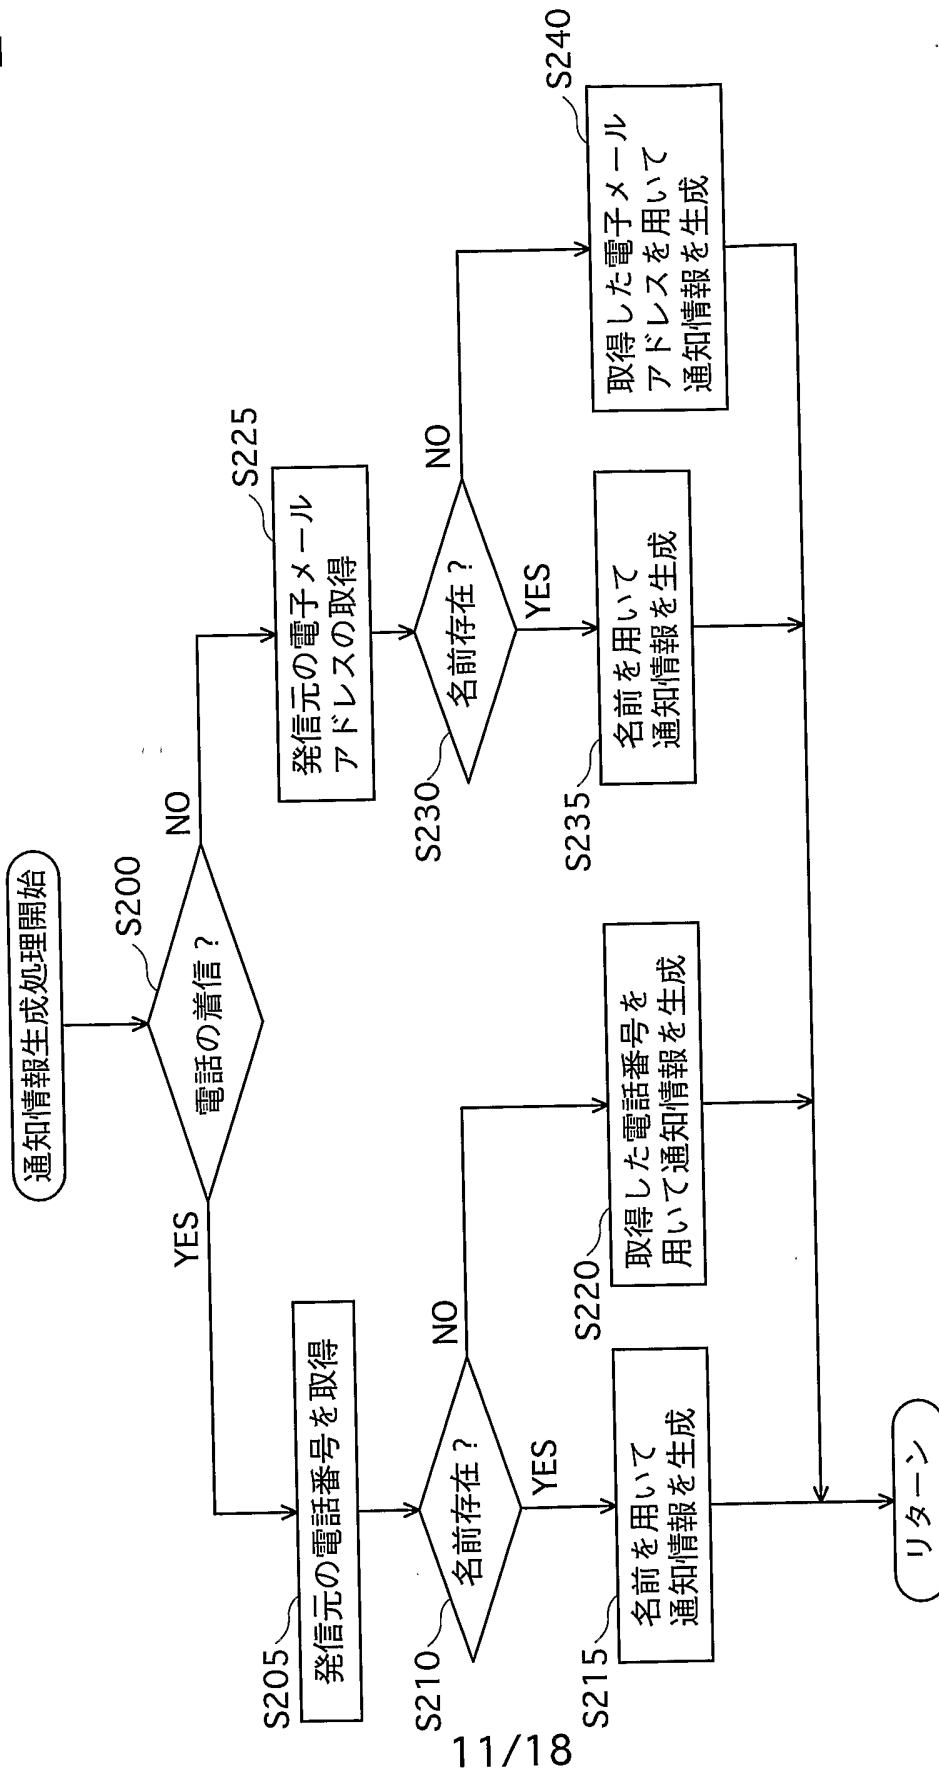 通知情報生成処理開始
S200
電話の着信?
YES
NO
S205
発信元の電話番号を取得
S210
名前存在?
NO
YES
S215
名前を用いて
通知情報を生成
S220
取得した電話番号を
用いて通知情報を生成
S225
発信元の電子メール
アドレスの取得
S230
名前存在?
NO
YES
S235
名前を用いて
通知情報を生成
S240
取得した電子メール
アドレスを用いて
通知情報を生成
リターン
11/18